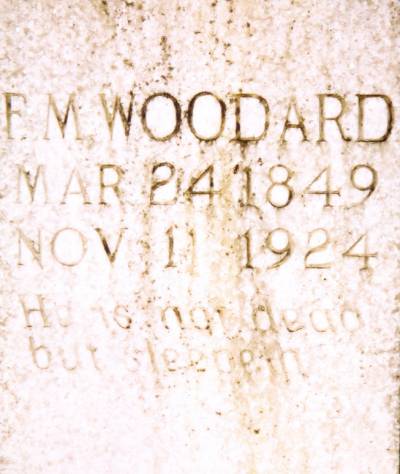 F. M. WOODARD
MAR. 24 1849
NOV. 11 1924
He is not dead
but sleepeth